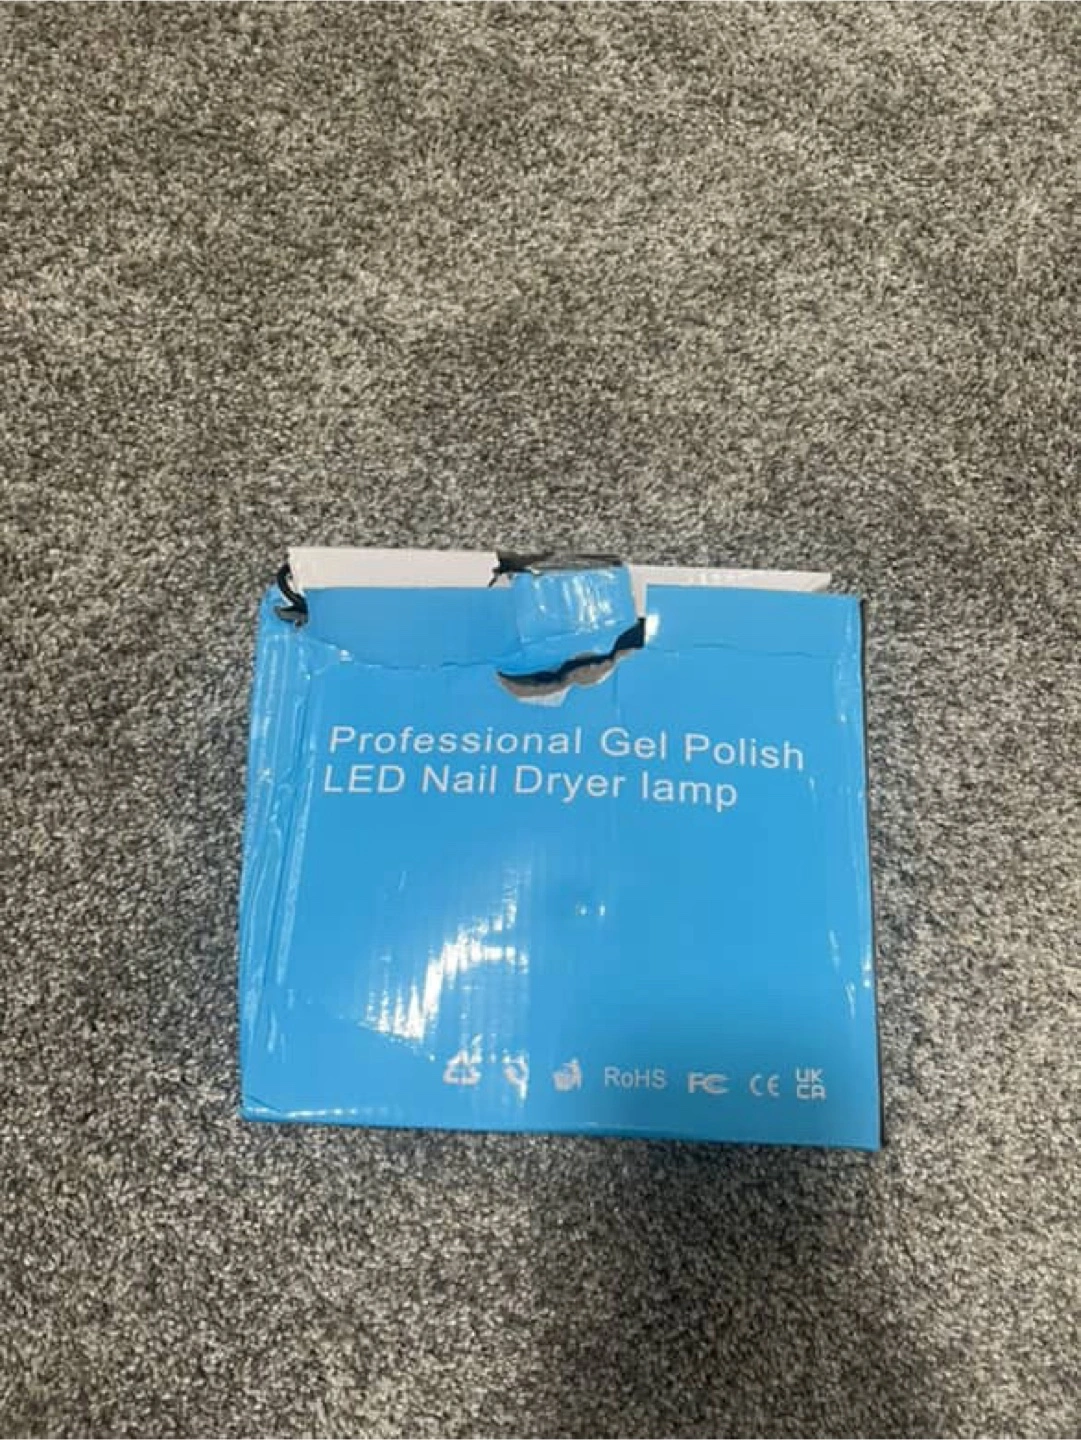 Professional Gel Polish
LED Nail Dryer lamp
RoHS FC CE UK
CA